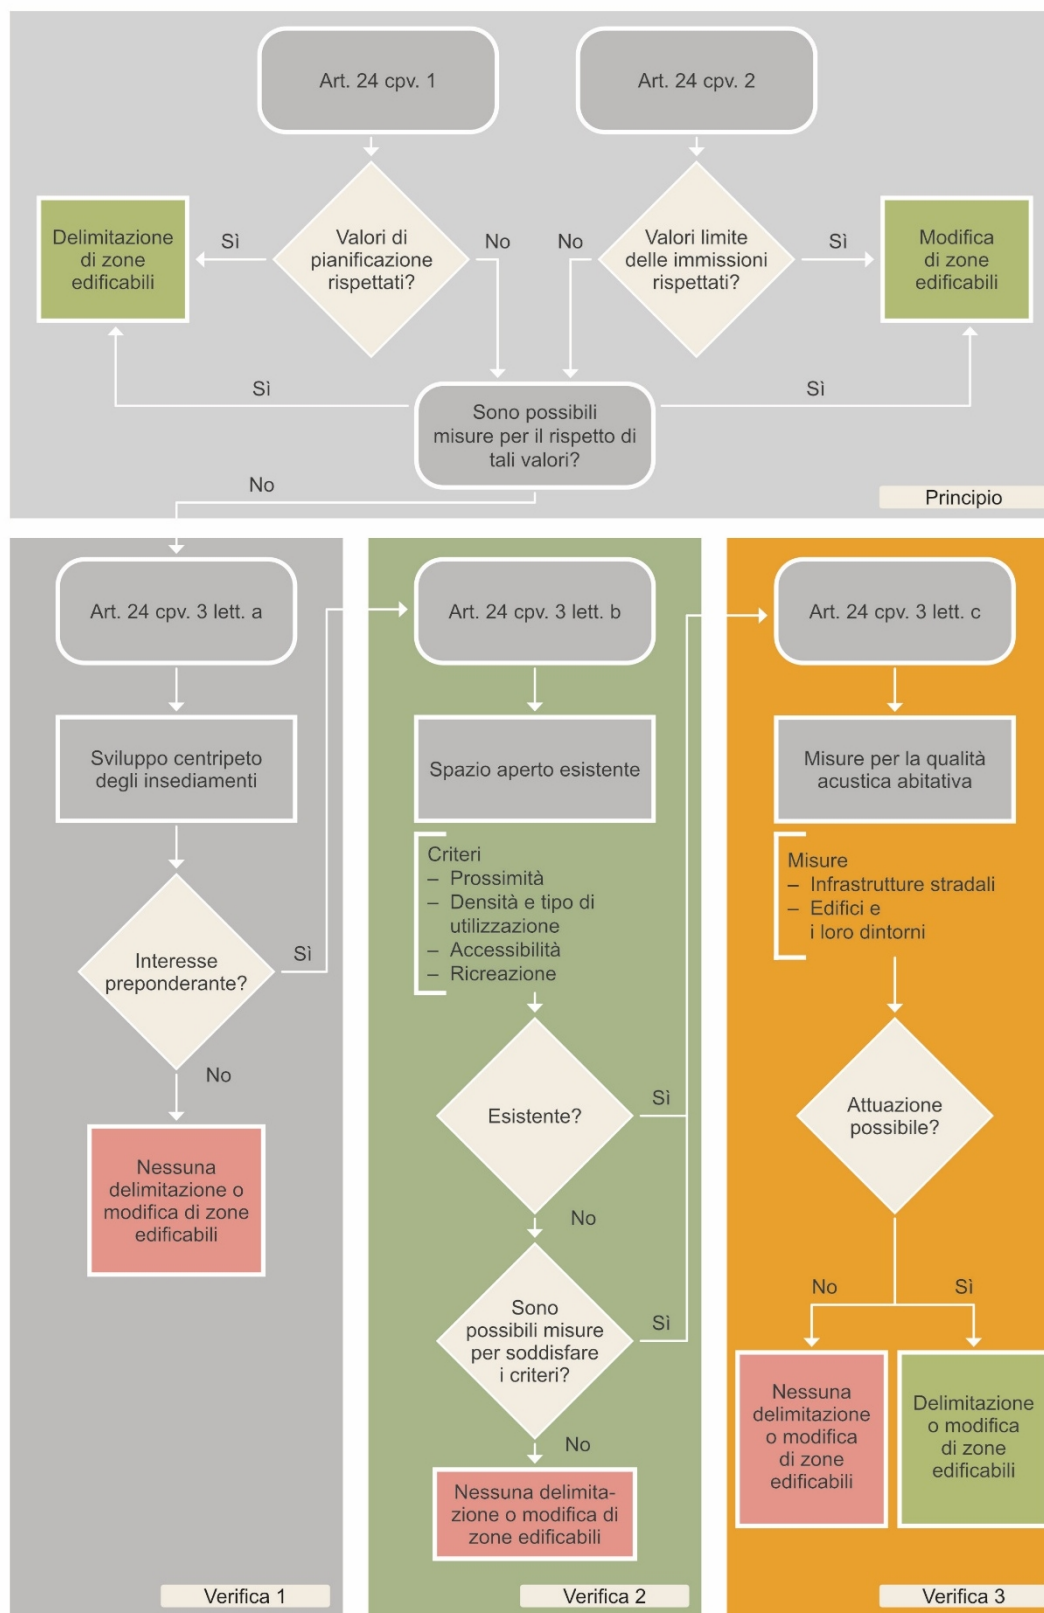 Art. 24 cpv. 1
Art. 24 cpv. 2
Delimitazione
di zone
edificabili
Sì
Valori di
pianificazione
rispettati?
No
No
Valori limite
delle immissioni
rispettati?
Sì
Modifica
di zone
edificabili
Sì
Sono possibili
misure per il rispetto di
tali valori?
Sì
No
Principio
Art. 24 cpv. 3 lett. a
Sviluppo centripeto
degli insediamenti
Interesse
preponderante?
Sì
No
Nessuna
delimitazione o
modifica di zone
edificabili
Verifica 1
Art. 24 cpv. 3 lett. b
Spazio aperto esistente
Criteri
– Prossimità
– Densità e tipo di
utilizzazione
– Accessibilità
– Ricreazione
Esistente?
Sì
No
Sono
possibili misure
per soddisfare
i criteri?
Sì
No
Nessuna delimita-
zione o modifica di
zone edificabili
Verifica 2
Art. 24 cpv. 3 lett. c
Misure per la qualità
acustica abitativa
Misure
– Infrastrutture stradali
– Edifici e
i loro dintorni
Attuazione
possibile?
No
Sì
Nessuna
delimitazione
o modifica
di zone
edificabili
Delimitazione
o modifica
di zone
edificabili
Verifica 3